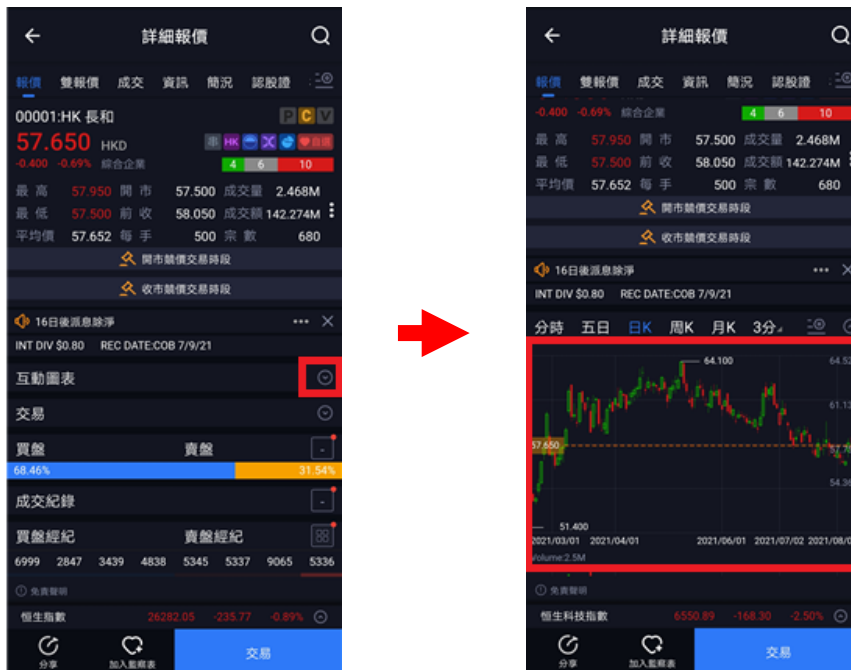 詳細報價
報價 雙報價 成交 資訊 簡況 認股證
00001:HK 長和 P C V
57.650 HKD 串 HK 自選
-0.400 -0.69% 綜合企業 4 6 10
最高 57.950 開市 57.500 成交量 2.468M
最低 57.500 前收 58.050 成交額 142.274M
平均價 57.652 每手 500 宗數 680
開市競價交易時段
收市競價交易時段
16日後派息除淨
INT DIV $0.80 REC DATE:COB 7/9/21
互動圖表
交易
買盤 賣盤
68.46% 31.54%
成交紀錄
買盤經紀 賣盤經紀
6999 2847 3439 4838 5345 5337 9065 5336
免責聲明
恒生指數 26282.05 -235.77 -0.89%
分享 加入監察表 交易
詳細報價
報價 雙報價 成交 資訊 簡況 認股證
-0.400 -0.69% 綜合企業 4 6 10
最高 57.950 開市 57.500 成交量 2.468M
最低 57.500 前收 58.050 成交額 142.274M
平均價 57.652 每手 500 宗數 680
開市競價交易時段
收市競價交易時段
16日後派息除淨
INT DIV $0.80 REC DATE:COB 7/9/21
分時 五日 日K 周K 月K 3分
64.100
64.52
61.13
57.650
54.36
51.400
2021/03/01 2021/04/01 2021/06/01 2021/07/02 2021/08/0
Volume:2.5M
免責聲明
恒生科技指數 6550.89 -168.30 -2.50%
分享 加入監察表 交易